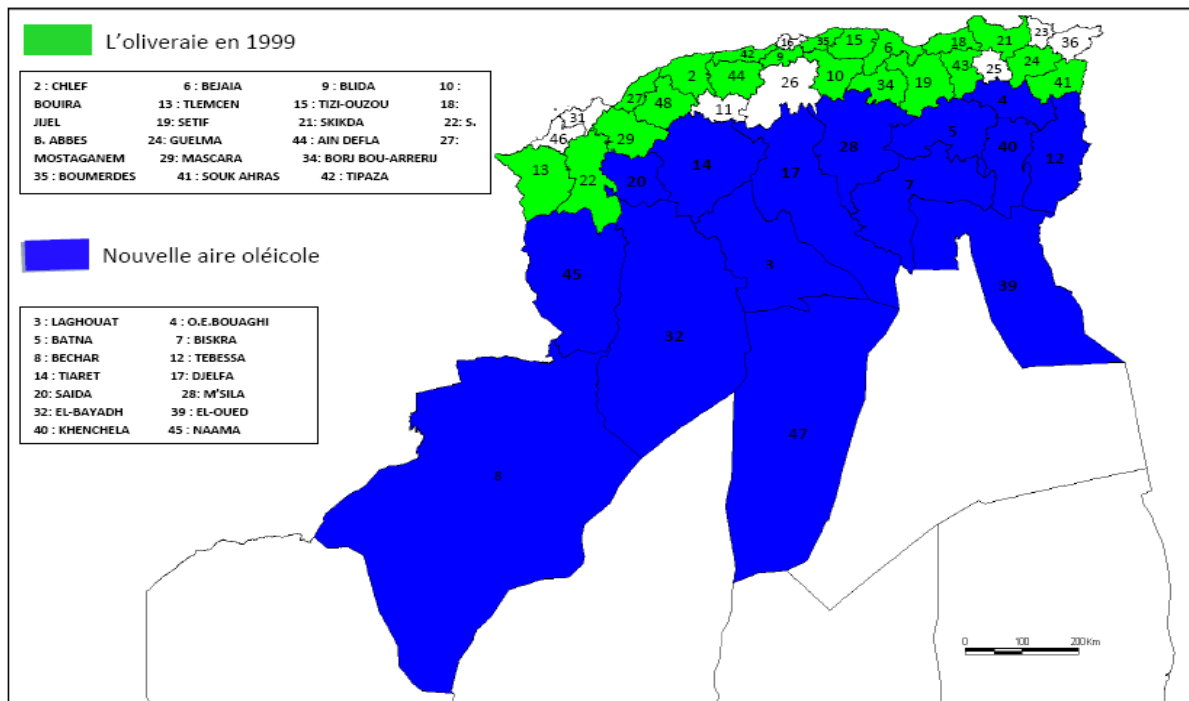 L'oliveraie en 1999
2 : CHLEF 6 : BEJAIA 9 : BLIDA 10 :
BOUIRA 13 : TLEMCEN 15 : TIZI-OUZOU 18:
JIJEL 19: SETIF 21: SKIKDA 22: S.
B. ABBES 24: GUELMA 44 : AIN DEFLA 27:
MOSTAGANEM 29: MASCARA 34: BORJ BOU-ARRERIJ
35 : BOUMERDES 41 : SOUK AHRAS 42 : TIPAZA
Nouvelle aire oléicole
3 : LAGHOUAT 4 : O.E.BOUAGHI
5 : BATNA 7 : BISKRA
8 : BECHAR 12 : TEBESSA
14 : TIARET 17 : DJELFA
20: SAIDA 28 : M'SILA
32: EL-BAYADH 39 : EL-OUED
40 : KHENCHELA 45 : NAAMA
16 35 15 6 18 21 23 36
42 9
2 44 26 10 34 19 43 25 24 41
27 48 11 4
31 46 29 5 40 12
13 22 20 14 17 28 7
45 3 39
32
47
8
0 100 200 Km